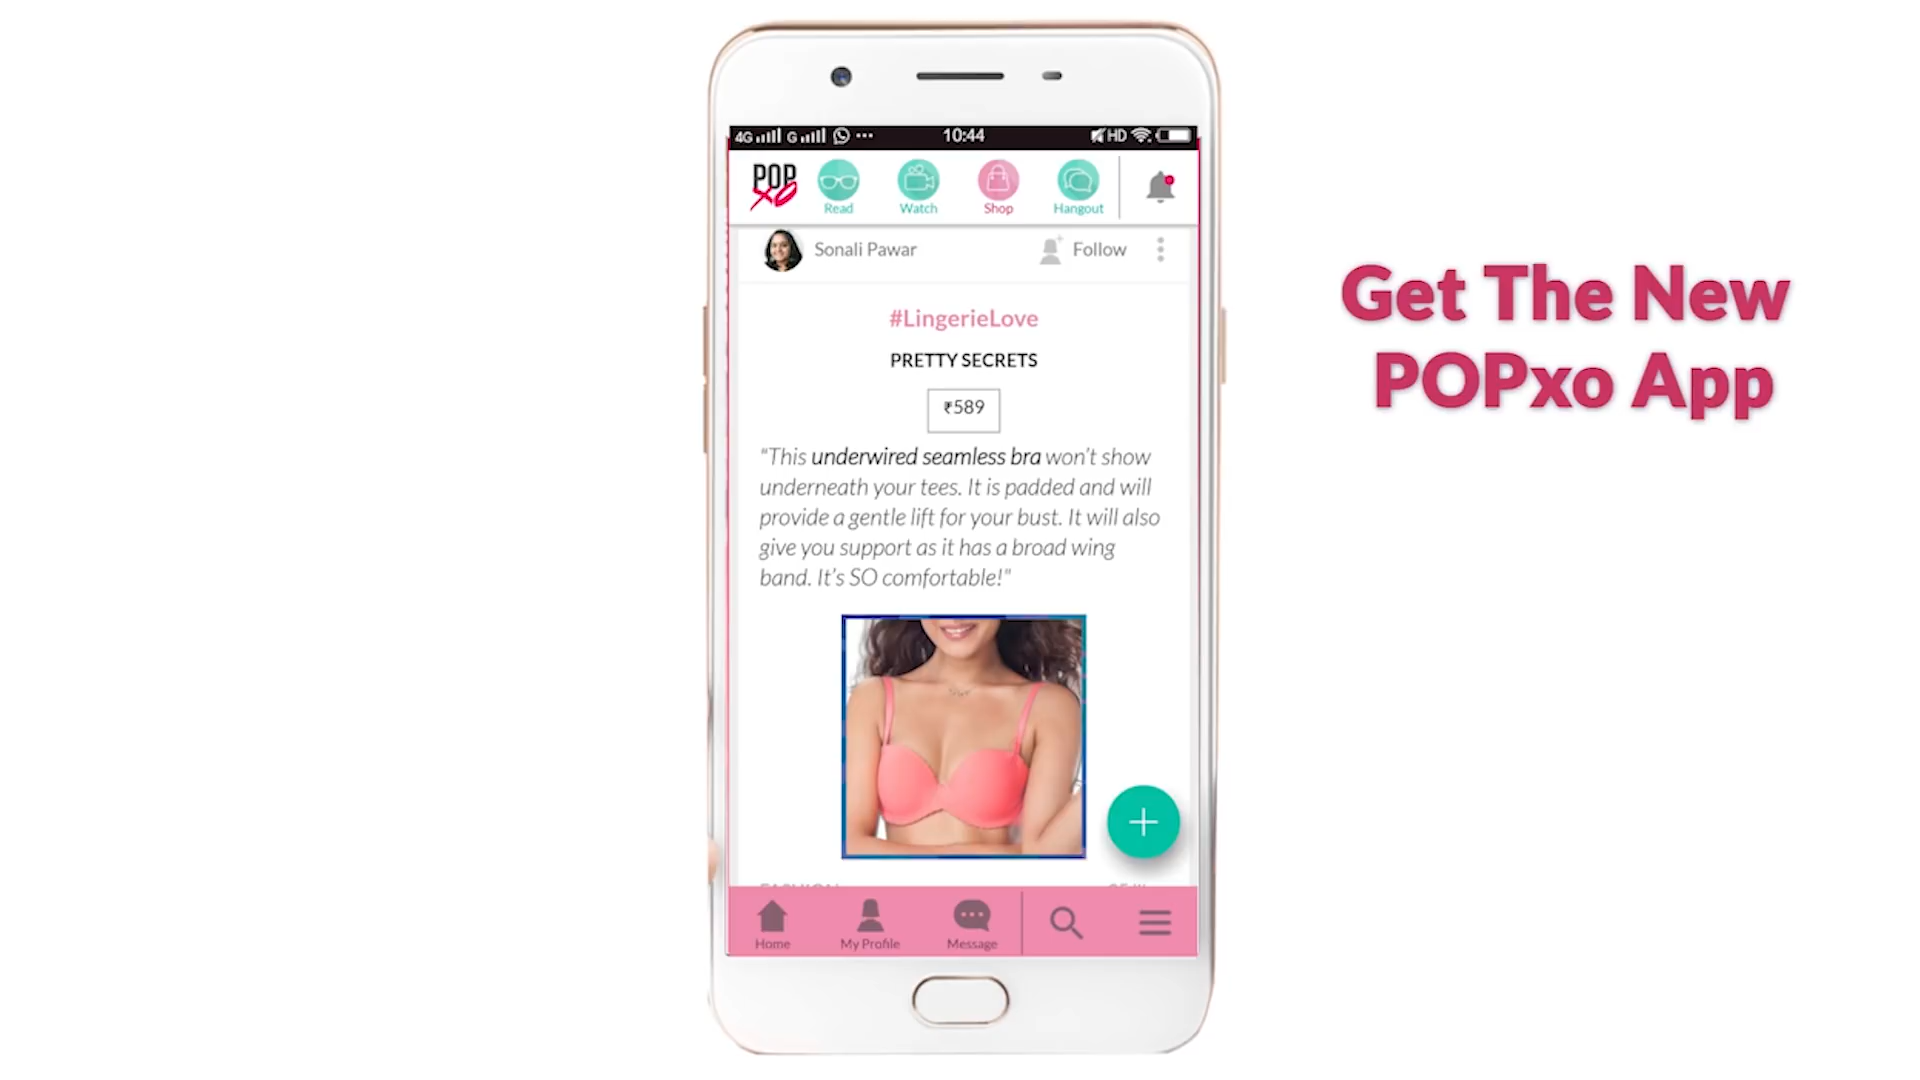 4G G 10:44 HD
POP
xo
Read Watch Shop Hangout
Sonali Pawar Follow
#LingerieLove
PRETTY SECRETS
₹589
"This underwired seamless bra won't show
underneath your tees. It is padded and will
provide a gentle lift for your bust. It will also
give you support as it has a broad wing
band. It's SO comfortable!"
Home My Profile Message
Get The New
POPxo App